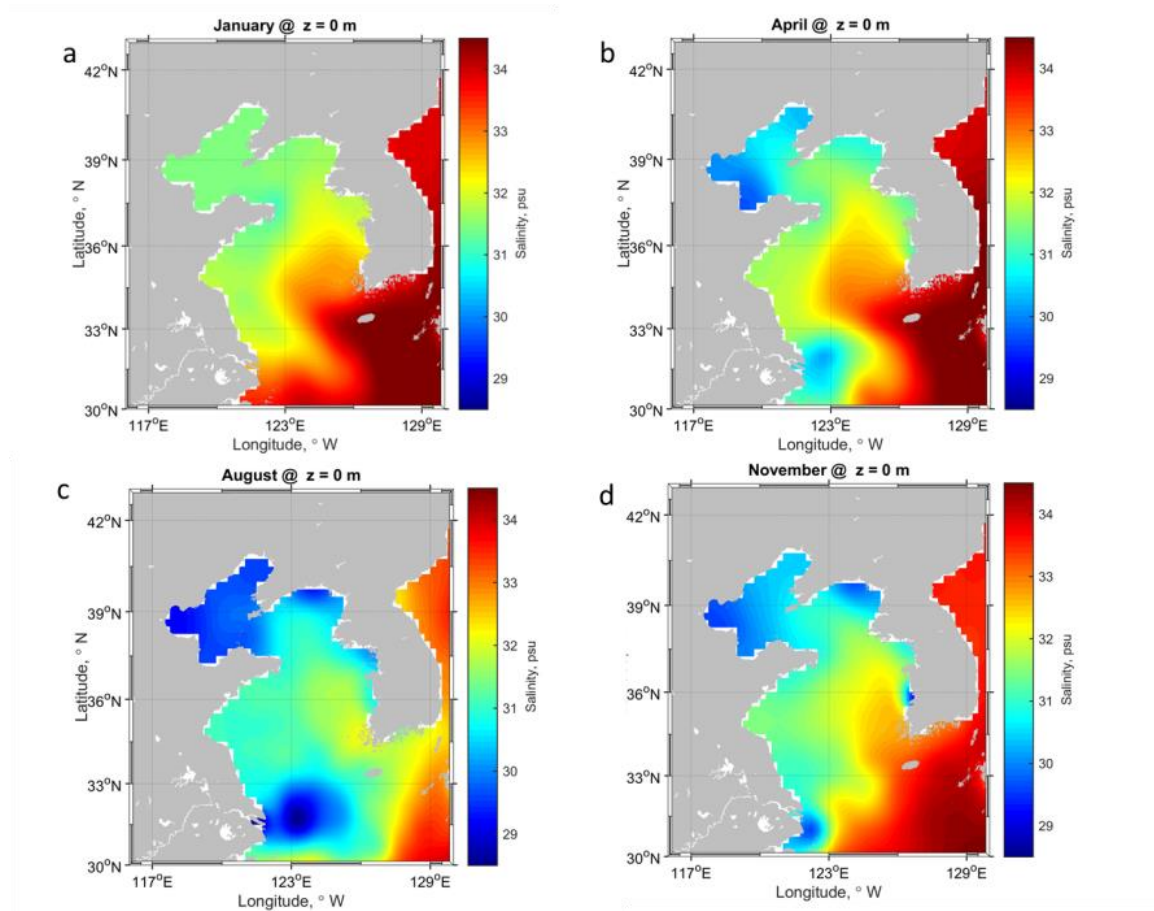 a
January @ z = 0 m
42°N
39°N
36°N
33°N
30°N
117°E
123°E
129°E
Latitude, ° N
Longitude, ° W
34
33
32
31
30
29
Salinity, psu
b
April @ z = 0 m
42°N
39°N
36°N
33°N
30°N
117°E
123°E
129°E
Latitude, ° N
Longitude, ° W
34
33
32
31
30
29
Salinity, psu
c
August @ z = 0 m
42°N
39°N
36°N
33°N
30°N
117°E
123°E
129°E
Latitude, ° N
Longitude, ° W
34
33
32
31
30
29
Salinity, psu
d
November @ z = 0 m
42°N
39°N
36°N
33°N
30°N
117°E
123°E
129°E
Longitude, ° W
34
33
32
31
30
29
Salinity, psu